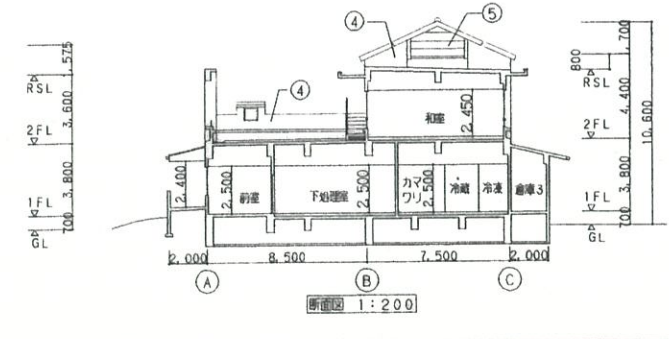 ⑤
④
④
1,575
RSL
3,600
2FL
3,800
1FL
700
GL
和座
2,450
2,400
2,500
前室
下処理室
2,500
カマワリ
2,500
冷蔵
冷凍
倉庫3
700
800
RSL
4,400
2FL
3,800
1FL
700
GL
10,600
2,000
8,500
7,500
2,000
A
B
C
断面図 1:200